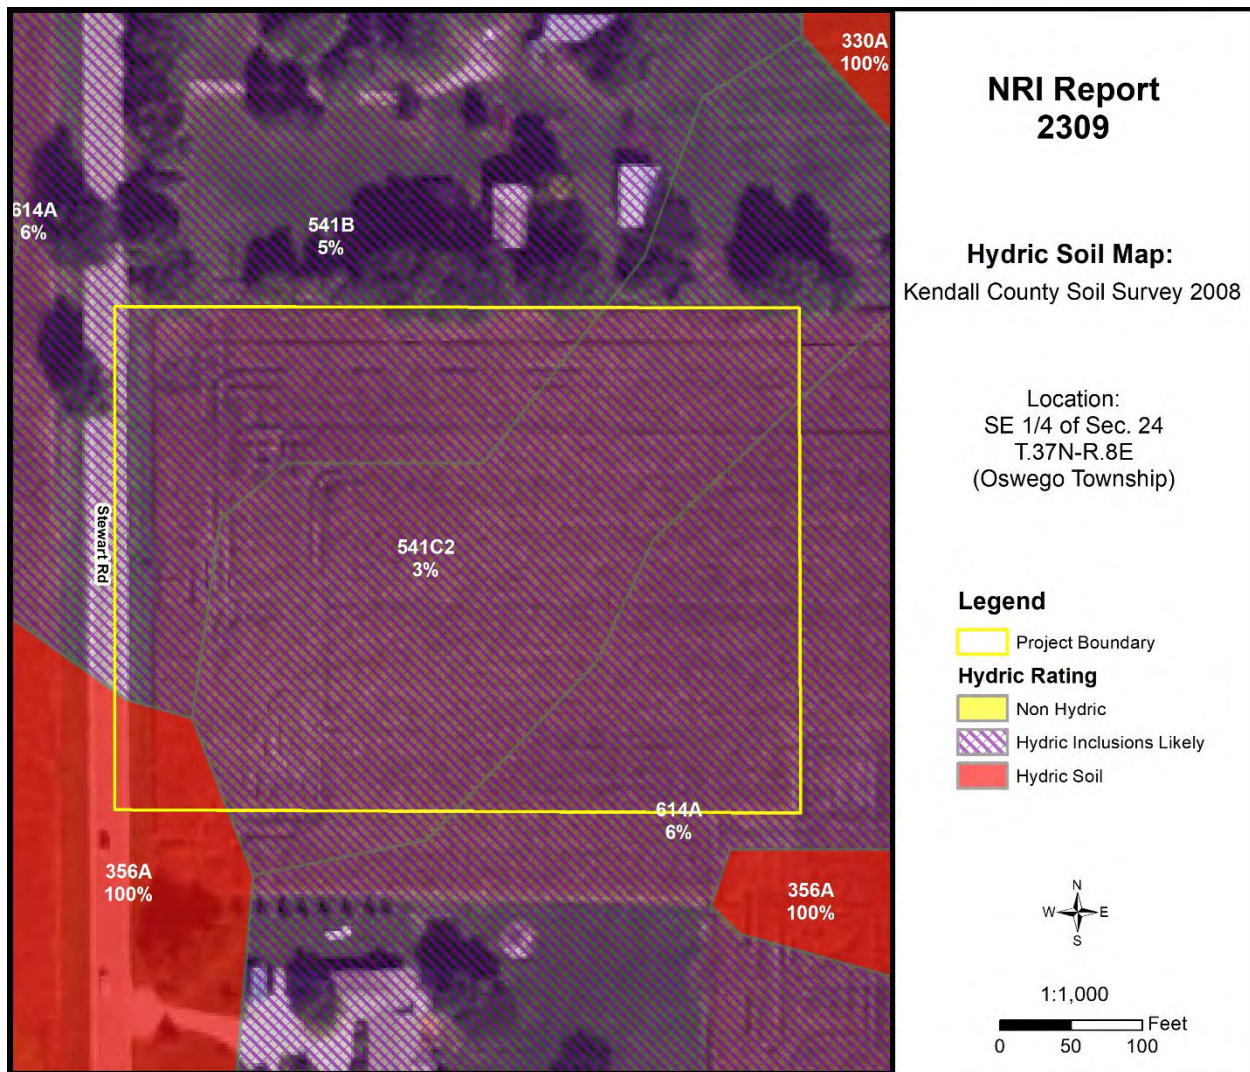 330A
100%
614A
6%
541B
5%
Stewart Rd
541C2
3%
614A
6%
356A
100%
356A
100%
NRI Report
2309
Hydric Soil Map:
Kendall County Soil Survey 2008
Location:
SE 1/4 of Sec. 24
T.37N-R.8E
(Oswego Township)
Legend
Project Boundary
Hydric Rating
Non Hydric
Hydric Inclusions Likely
Hydric Soil
N
W E
S
1:1,000
Feet
0 50 100